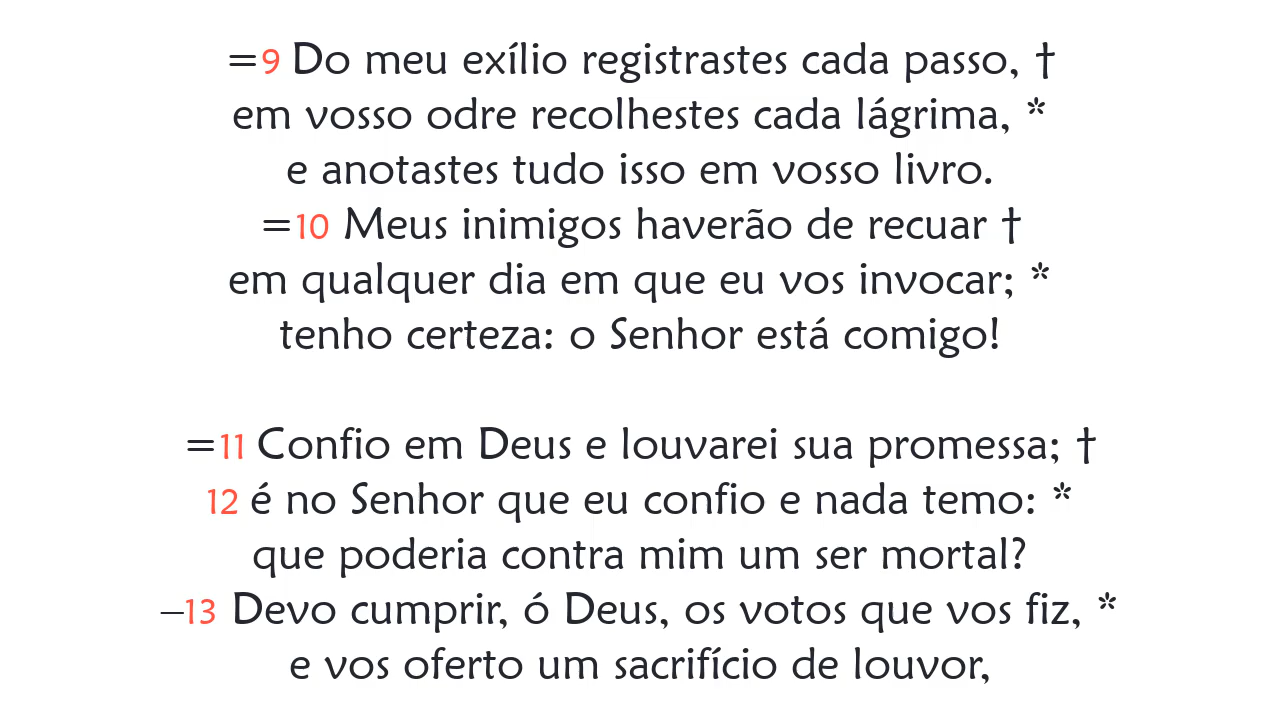 =9 Do meu exílio registrastes cada passo, †
em vosso odre recolhestes cada lágrima, *
e anotastes tudo isso em vosso livro.
=10 Meus inimigos haverão de recuar †
em qualquer dia em que eu vos invocar; *
tenho certeza: o Senhor está comigo!
=11 Confio em Deus e louvarei sua promessa; †
12 é no Senhor que eu confio e nada temo: *
que poderia contra mim um ser mortal?
–13 Devo cumprir, ó Deus, os votos que vos fiz, *
e vos oferto um sacrifício de louvor,